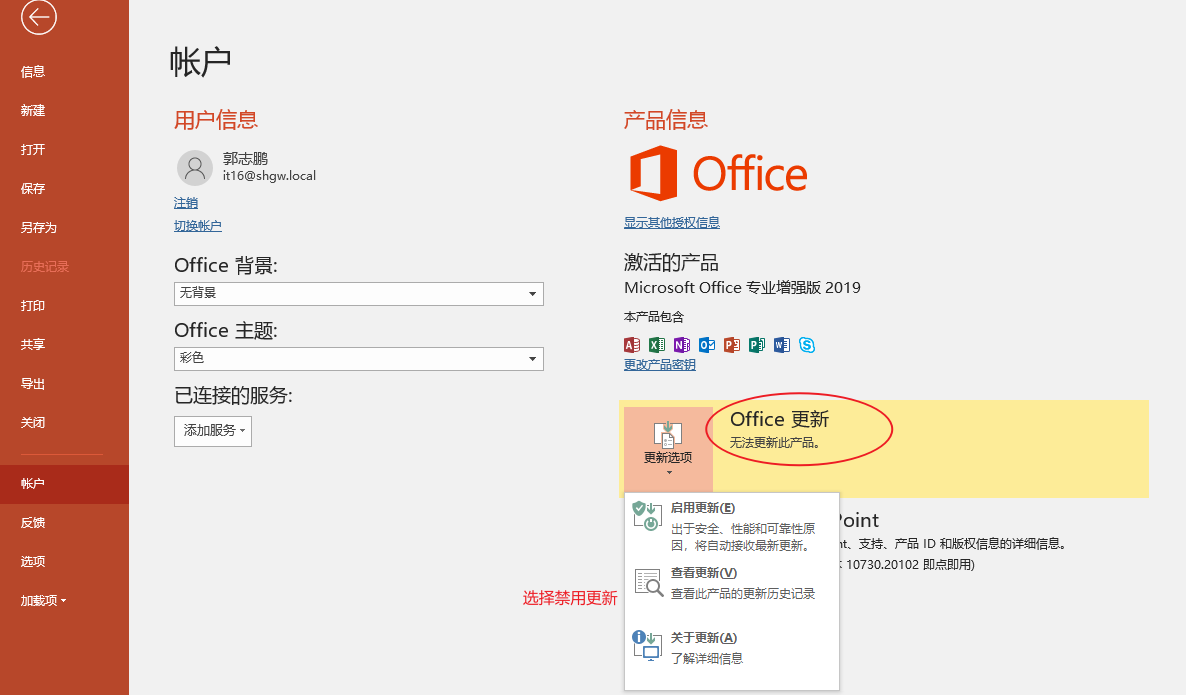 信息
新建
打开
保存
另存为
历史记录
打印
共享
导出
关闭
帐户
反馈
选项
加载项
帐户
用户信息
郭志鹏
it16@shgw.local
注销
切换帐户
Office 背景:
无背景
Office 主题:
彩色
已连接的服务:
添加服务
产品信息
Office
显示其他授权信息
激活的产品
Microsoft Office 专业增强版 2019
本产品包含
更改产品密钥
更新选项
Office 更新
无法更新此产品。
启用更新(E)
出于安全、性能和可靠性原
因，将自动接收最新更新。
查看更新(V)
查看此产品的更新历史记录
关于更新(A)
了解详细信息
选择禁用更新
Point
nt、支持、产品 ID 和版权信息的详细信息。
10730.20102 即点即用)